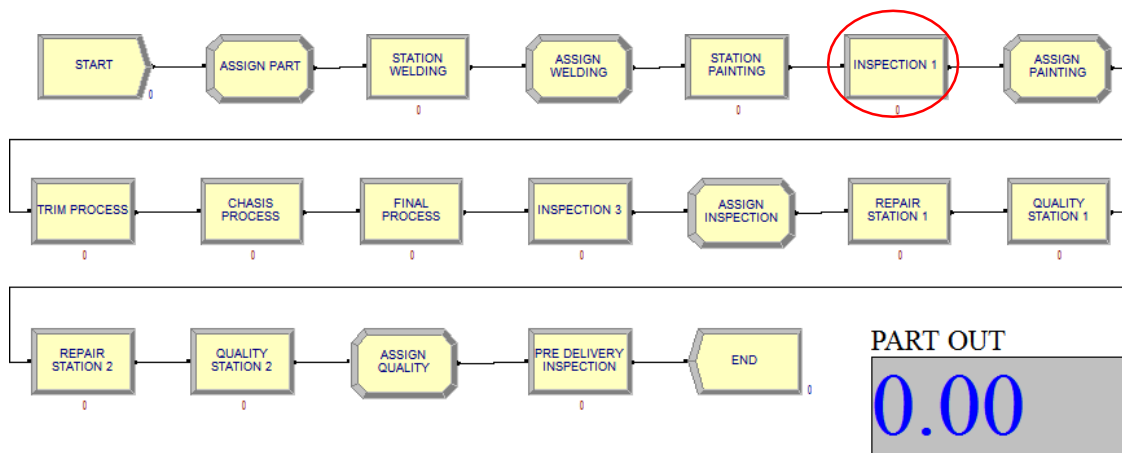 START
ASSIGN PART
STATION
WELDING
ASSIGN
WELDING
STATION
PAINTING
INSPECTION 1
ASSIGN
PAINTING
0
0
0
0
TRIM PROCESS
CHASIS
PROCESS
FINAL
PROCESS
INSPECTION 3
ASSIGN
INSPECTION
REPAIR
STATION 1
QUALITY
STATION 1
0
0
0
0
0
0
REPAIR
STATION 2
QUALITY
STATION 2
ASSIGN
QUALITY
PRE DELIVERY
INSPECTION
END
0
0
0
0
PART OUT
0.00